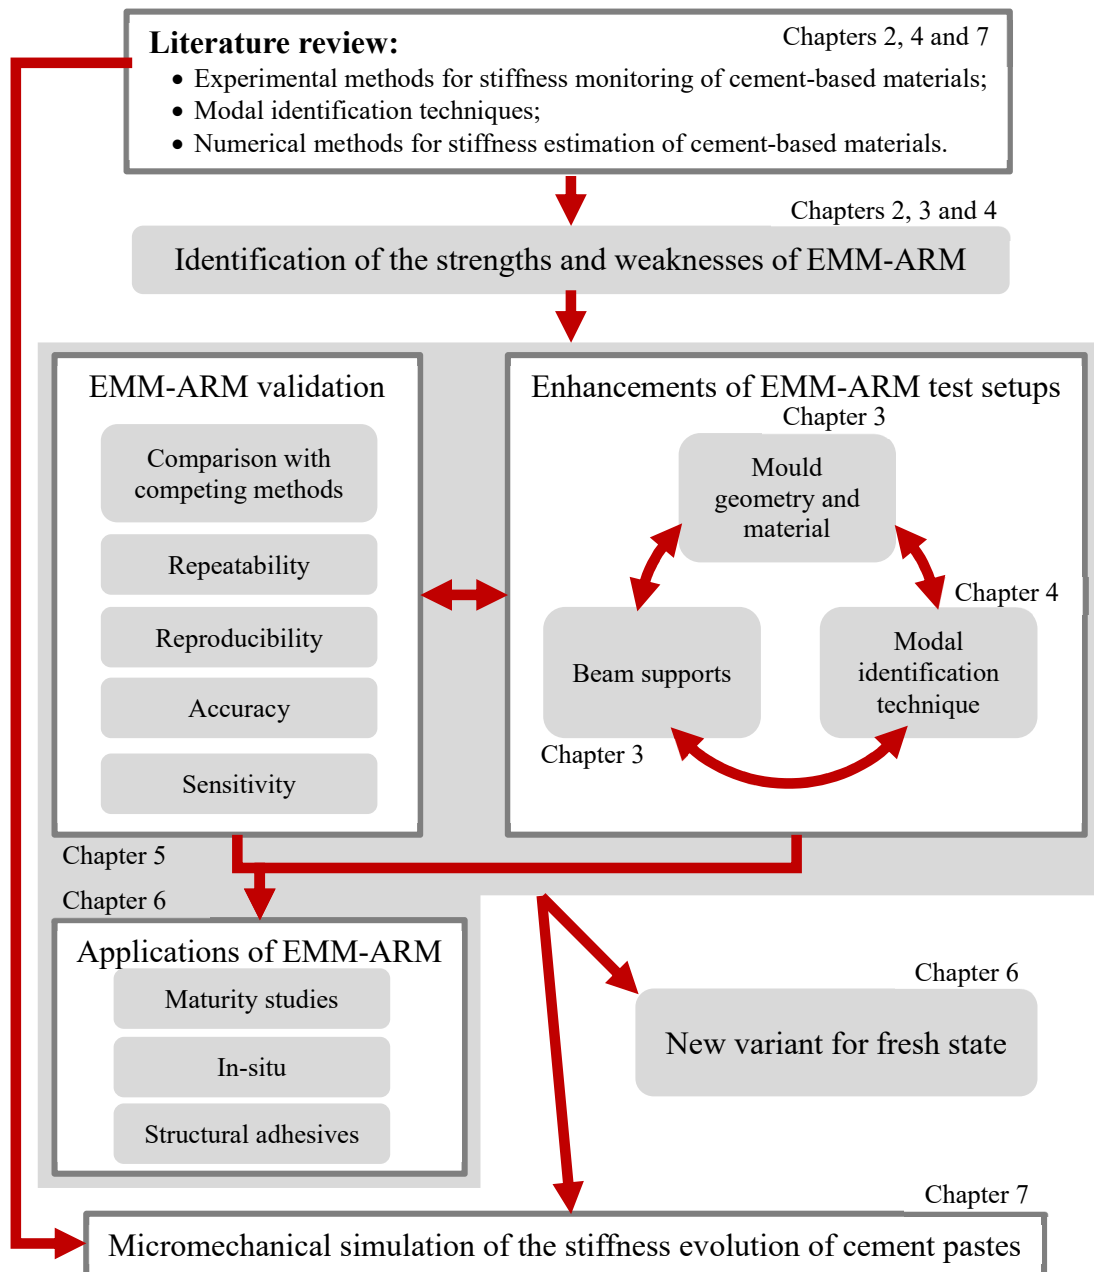 Literature review:
Chapters 2, 4 and 7
• Experimental methods for stiffness monitoring of cement-based materials;
• Modal identification techniques;
• Numerical methods for stiffness estimation of cement-based materials.
Chapters 2, 3 and 4
Identification of the strengths and weaknesses of EMM-ARM
EMM-ARM validation
Comparison with
competing methods
Repeatability
Reproducibility
Accuracy
Sensitivity
Chapter 5
Enhancements of EMM-ARM test setups
Chapter 3
Mould
geometry and
material
Chapter 4
Modal
identification
technique
Beam supports
Chapter 3
Chapter 6
Applications of EMM-ARM
Maturity studies
In-situ
Structural adhesives
Chapter 6
New variant for fresh state
Chapter 7
Micromechanical simulation of the stiffness evolution of cement pastes